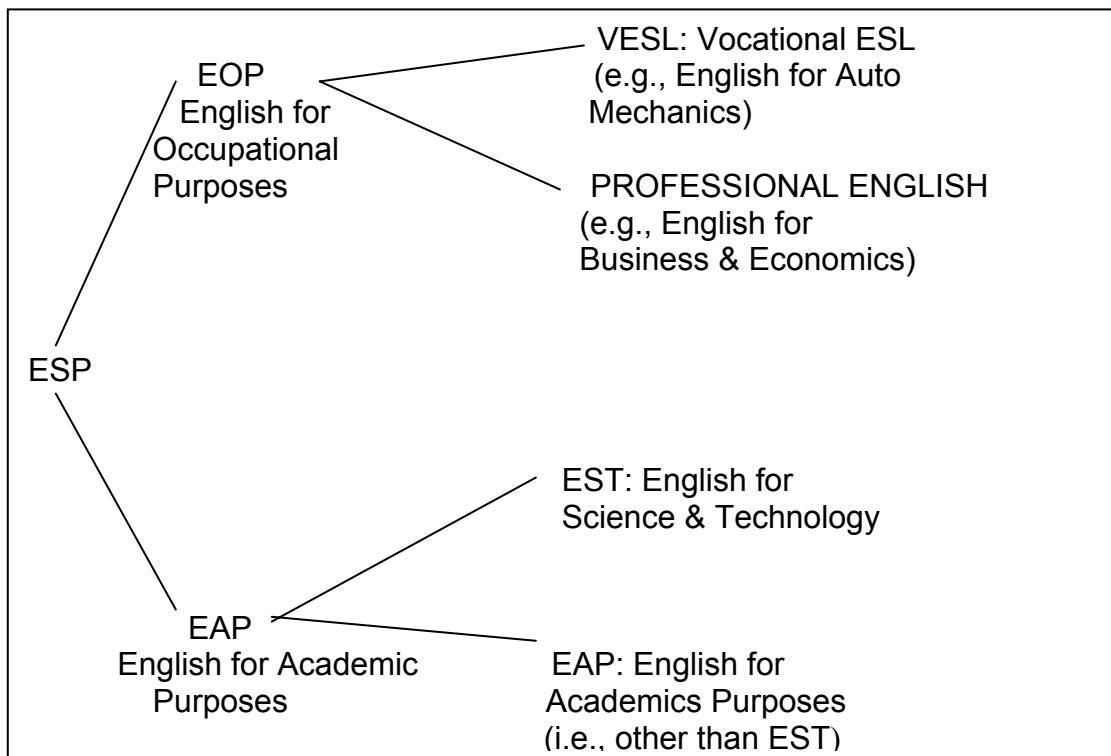 VESL: Vocational ESL
(e.g., English for Auto
Mechanics)
EOP
English for
Occupational
Purposes
PROFESSIONAL ENGLISH
(e.g., English for
Business & Economics)
ESP
EST: English for
Science & Technology
EAP
English for Academic
Purposes
EAP: English for
Academics Purposes
(i.e., other than EST)